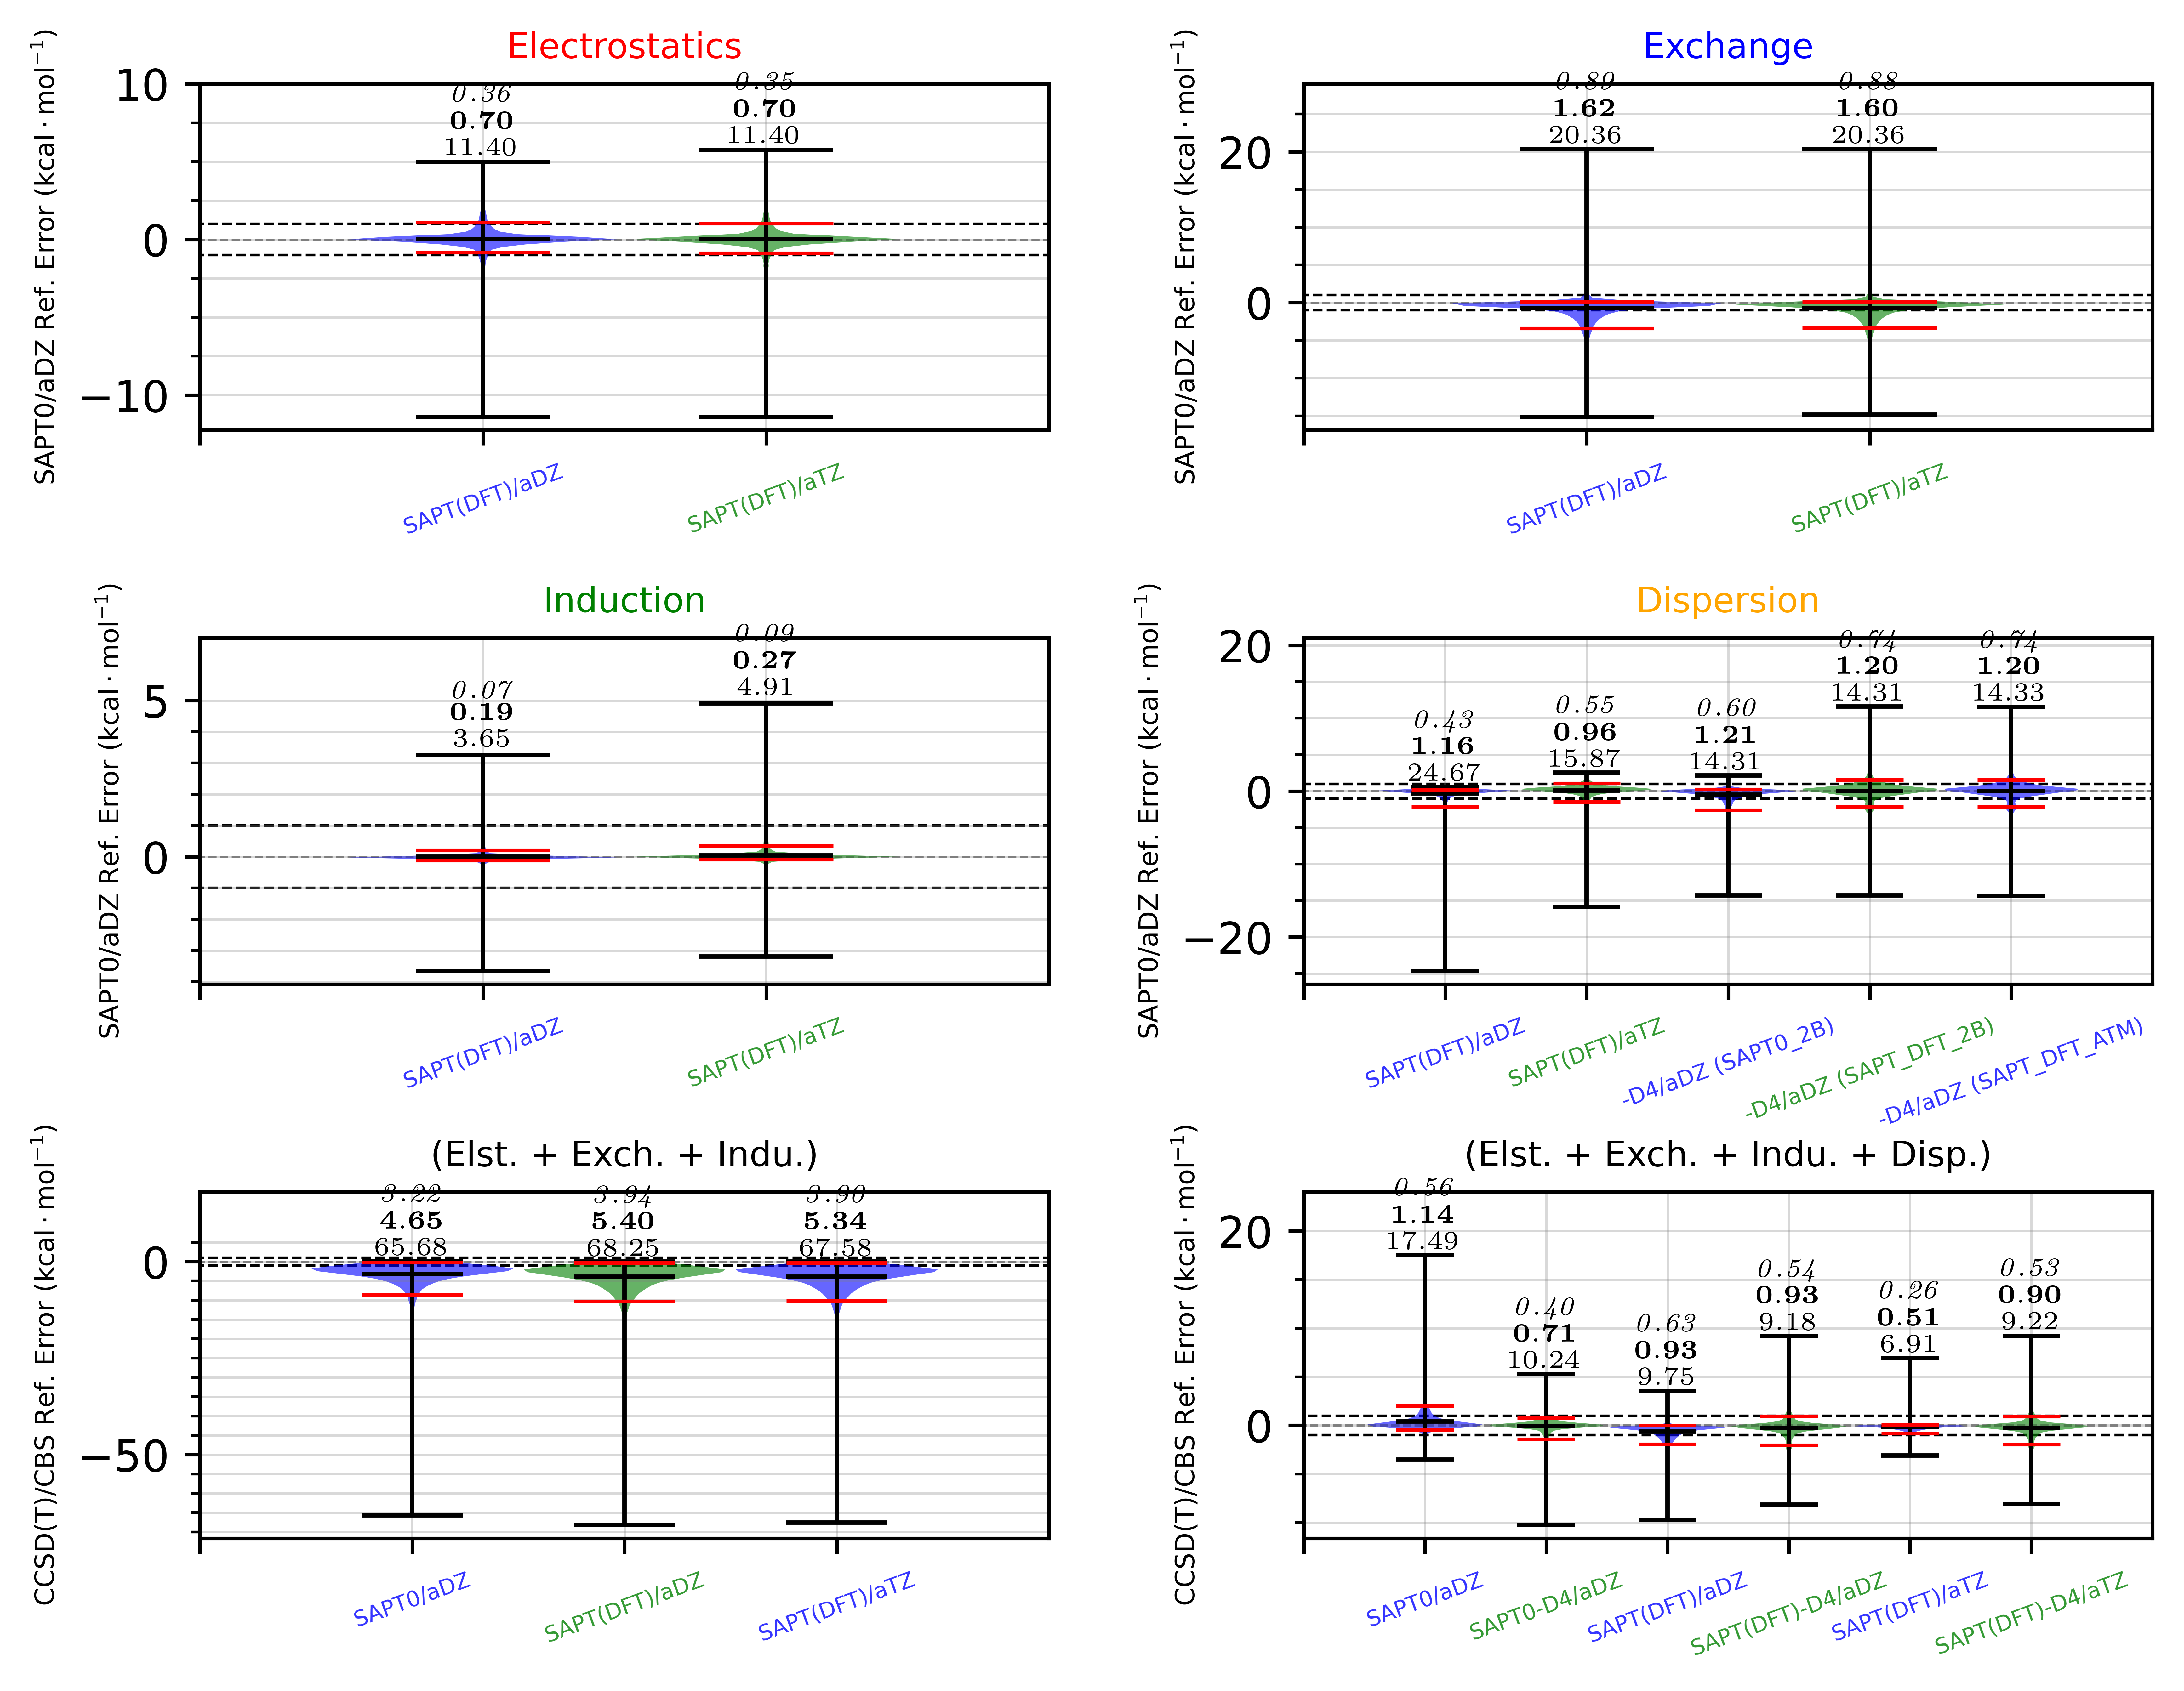 Electrostatics
SAPT0/aDZ Ref. Error (kcal·mol⁻¹)
10
0
−10
0.36
0.70
11.40
0.35
0.70
11.40
SAPT(DFT)/aDZ
SAPT(DFT)/aTZ
Exchange
SAPT0/aDZ Ref. Error (kcal·mol⁻¹)
20
0
0.89
1.62
20.36
0.88
1.60
20.36
SAPT(DFT)/aDZ
SAPT(DFT)/aTZ
Induction
SAPT0/aDZ Ref. Error (kcal·mol⁻¹)
5
0
0.07
0.19
3.65
0.09
0.27
4.91
SAPT(DFT)/aDZ
SAPT(DFT)/aTZ
Dispersion
SAPT0/aDZ Ref. Error (kcal·mol⁻¹)
20
0
−20
0.43
1.16
24.67
0.55
0.96
15.87
0.60
1.21
14.31
0.74
1.20
14.31
0.74
1.20
14.33
SAPT(DFT)/aDZ
SAPT(DFT)/aTZ
-D4/aDZ (SAPT0_2B)
-D4/aDZ (SAPT_DFT_2B)
-D4/aDZ (SAPT_DFT_ATM)
(Elst. + Exch. + Indu.)
CCSD(T)/CBS Ref. Error (kcal·mol⁻¹)
0
−50
3.22
4.65
65.68
3.94
5.40
68.25
3.90
5.34
67.58
SAPT0/aDZ
SAPT(DFT)/aDZ
SAPT(DFT)/aTZ
(Elst. + Exch. + Indu. + Disp.)
CCSD(T)/CBS Ref. Error (kcal·mol⁻¹)
20
0
0.56
1.14
17.49
0.40
0.71
10.24
0.63
0.93
9.75
0.54
0.93
9.18
0.26
0.51
6.91
0.53
0.90
9.22
SAPT0/aDZ
SAPT0-D4/aDZ
SAPT(DFT)/aDZ
SAPT(DFT)-D4/aDZ
SAPT(DFT)/aTZ
SAPT(DFT)-D4/aTZ